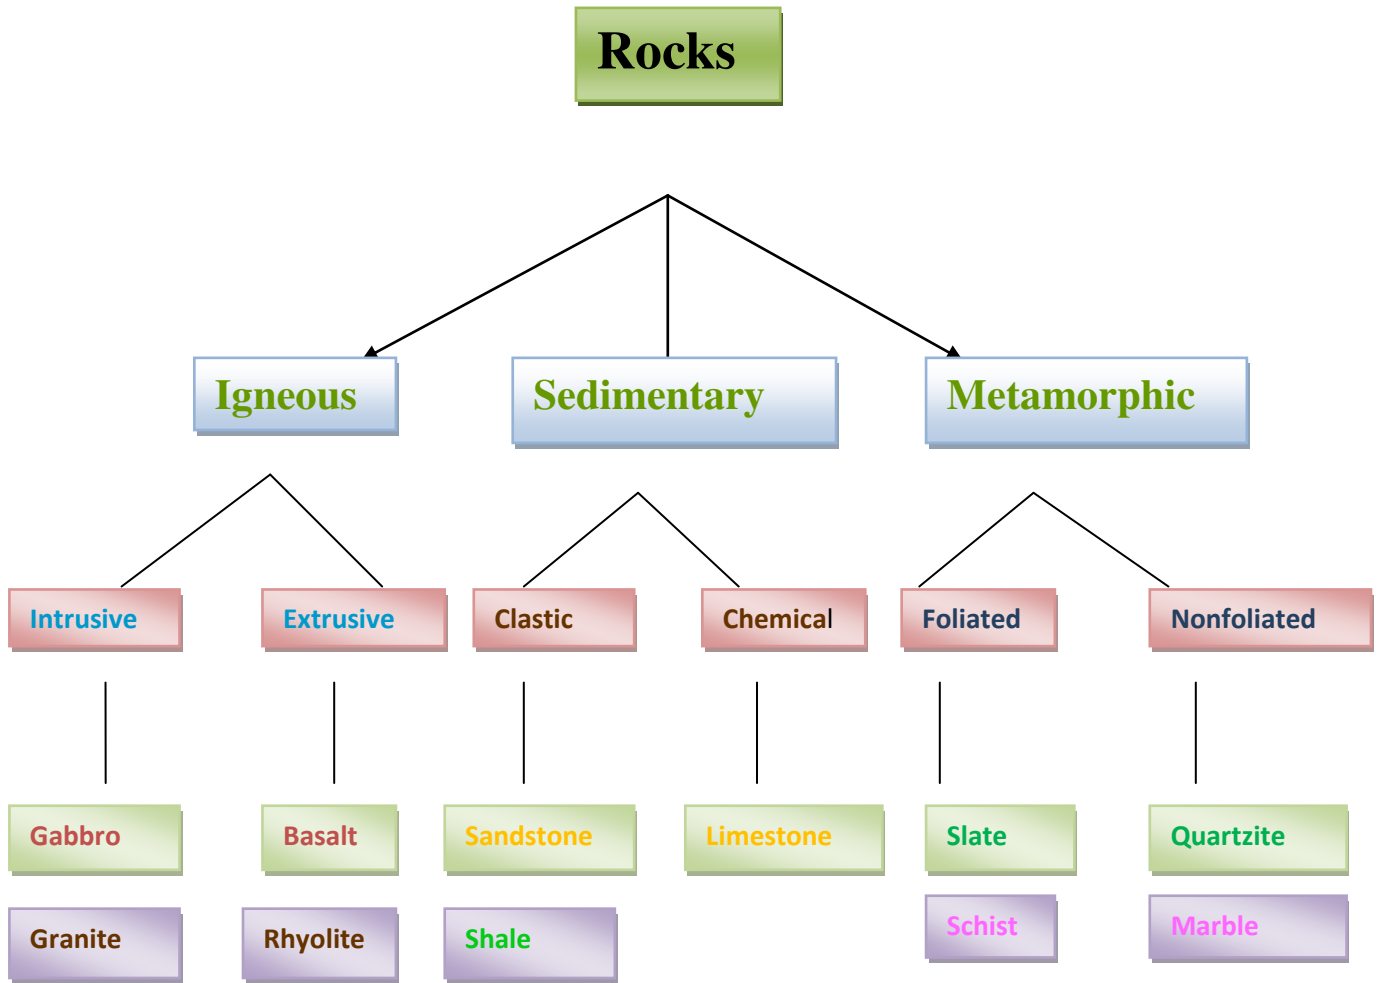 Rocks
Igneous
Sedimentary
Metamorphic
Intrusive
Extrusive
Clastic
Chemical
Foliated
Nonfoliated
Gabbro
Basalt
Sandstone
Limestone
Slate
Quartzite
Granite
Rhyolite
Shale
Schist
Marble